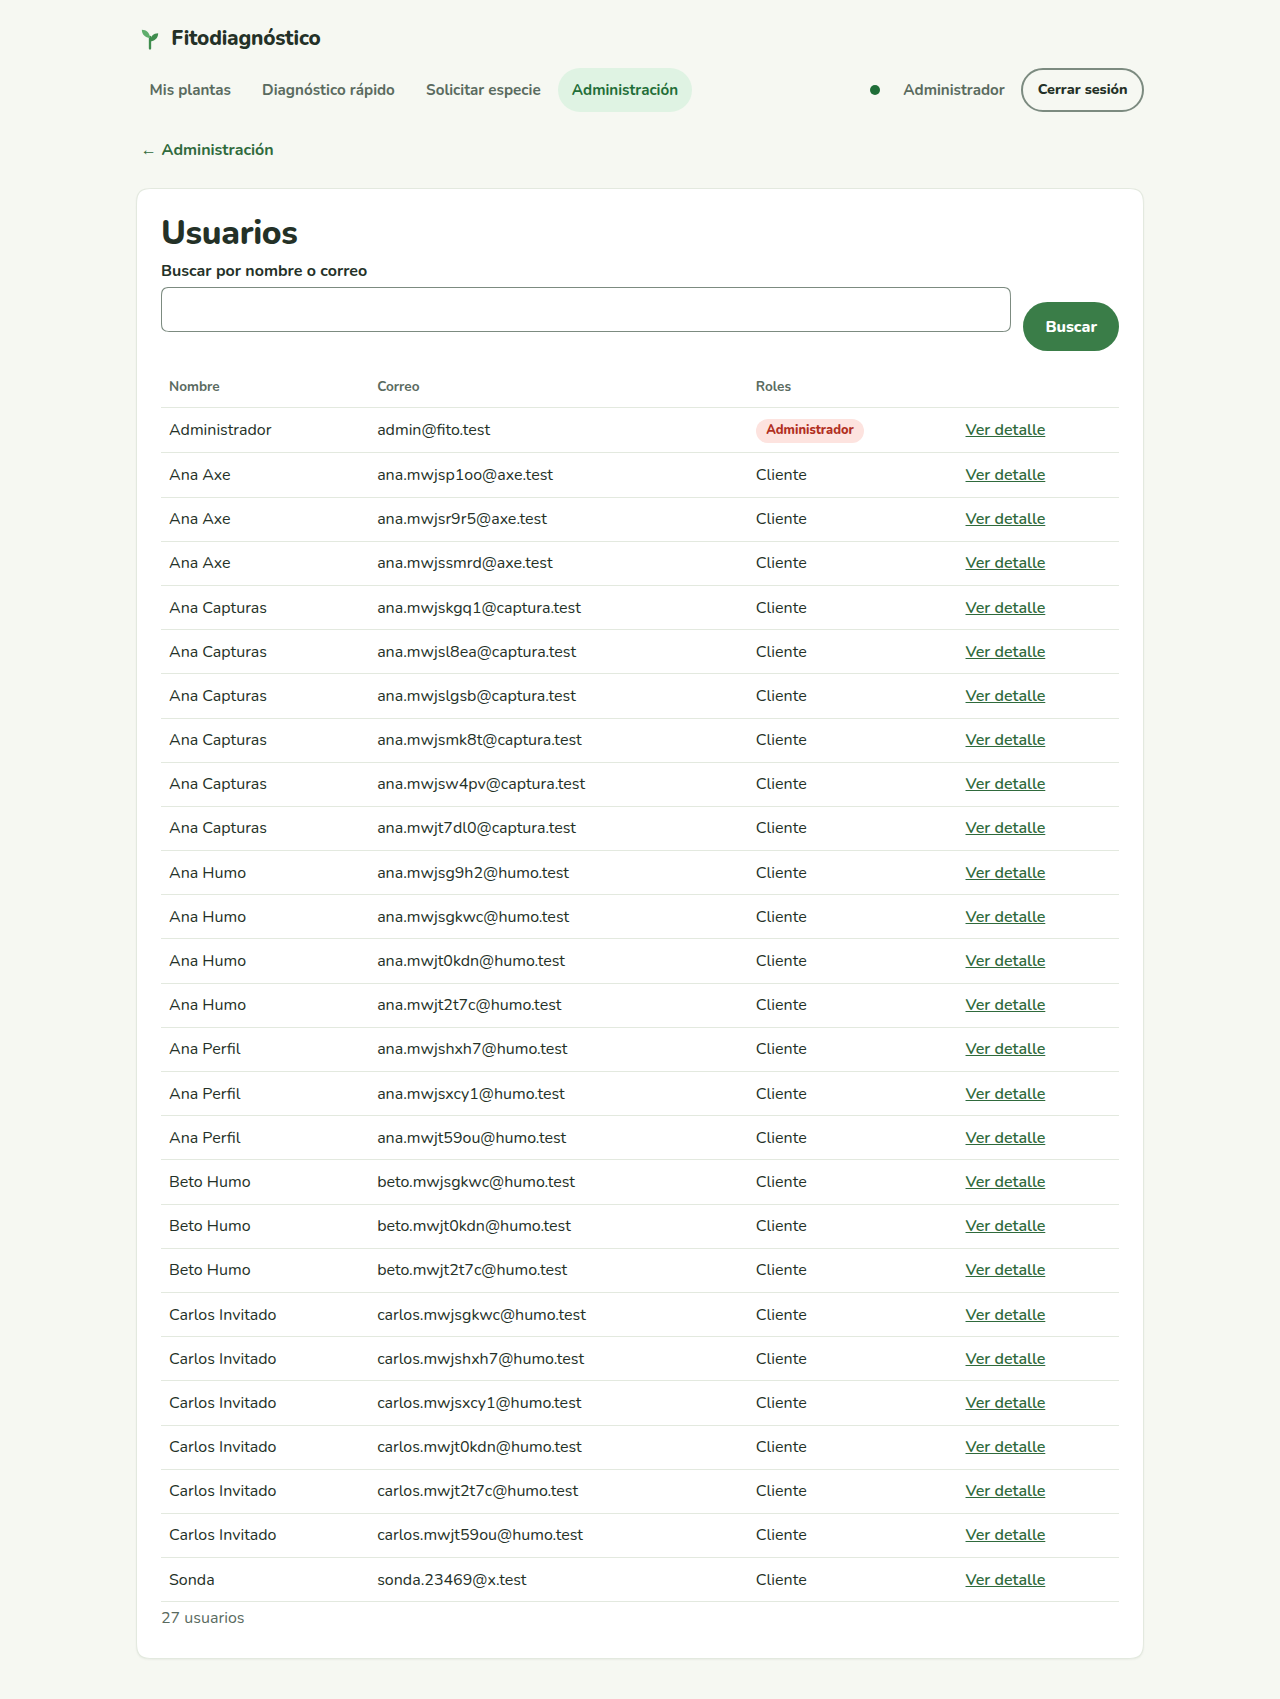 Fitodiagnóstico
Mis plantas Diagnóstico rápido Solicitar especie Administración Administrador Cerrar sesión
← Administración
Usuarios
Buscar por nombre o correo
Buscar
Nombre Correo Roles
Administrador admin@fito.test Administrador Ver detalle
Ana Axe ana.mwjsp1oo@axe.test Cliente Ver detalle
Ana Axe ana.mwjsr9r5@axe.test Cliente Ver detalle
Ana Axe ana.mwjssmrd@axe.test Cliente Ver detalle
Ana Capturas ana.mwjskgq1@captura.test Cliente Ver detalle
Ana Capturas ana.mwjsl8ea@captura.test Cliente Ver detalle
Ana Capturas ana.mwjslgsb@captura.test Cliente Ver detalle
Ana Capturas ana.mwjsmk8t@captura.test Cliente Ver detalle
Ana Capturas ana.mwjsw4pv@captura.test Cliente Ver detalle
Ana Capturas ana.mwjt7dl0@captura.test Cliente Ver detalle
Ana Humo ana.mwjsg9h2@humo.test Cliente Ver detalle
Ana Humo ana.mwjsgkwc@humo.test Cliente Ver detalle
Ana Humo ana.mwjt0kdn@humo.test Cliente Ver detalle
Ana Humo ana.mwjt2t7c@humo.test Cliente Ver detalle
Ana Perfil ana.mwjshxh7@humo.test Cliente Ver detalle
Ana Perfil ana.mwjsxcy1@humo.test Cliente Ver detalle
Ana Perfil ana.mwjt59ou@humo.test Cliente Ver detalle
Beto Humo beto.mwjsgkwc@humo.test Cliente Ver detalle
Beto Humo beto.mwjt0kdn@humo.test Cliente Ver detalle
Beto Humo beto.mwjt2t7c@humo.test Cliente Ver detalle
Carlos Invitado carlos.mwjsgkwc@humo.test Cliente Ver detalle
Carlos Invitado carlos.mwjshxh7@humo.test Cliente Ver detalle
Carlos Invitado carlos.mwjsxcy1@humo.test Cliente Ver detalle
Carlos Invitado carlos.mwjt0kdn@humo.test Cliente Ver detalle
Carlos Invitado carlos.mwjt2t7c@humo.test Cliente Ver detalle
Carlos Invitado carlos.mwjt59ou@humo.test Cliente Ver detalle
Sonda sonda.23469@x.test Cliente Ver detalle
27 usuarios